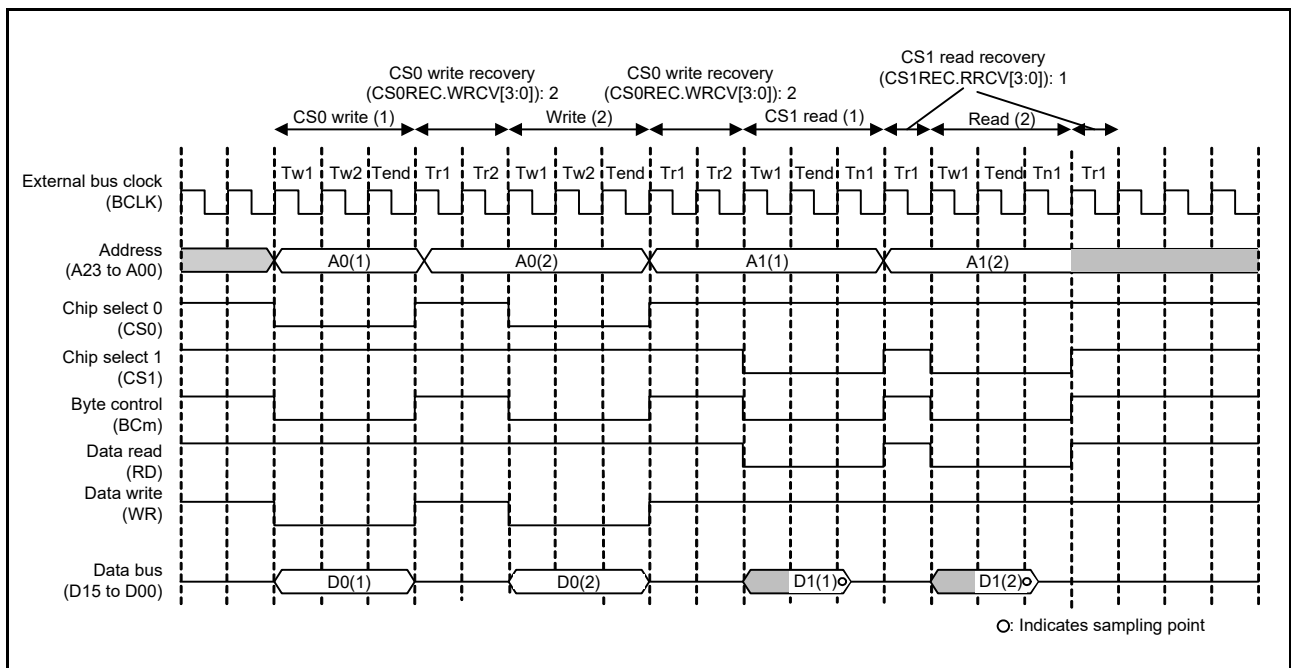 CS1 read recovery
(CS1REC.RRCV[3:0]): 1
CS0 write recovery
(CS0REC.WRCV[3:0]): 2
CS0 write recovery
(CS0REC.WRCV[3:0]): 2
CS0 write (1)
Write (2)
CS1 read (1)
Read (2)
Tw1 Tw2 Tend Tr1 Tr2 Tw1 Tw2 Tend Tr1 Tr2 Tw1 Tend Tn1 Tr1 Tw1 Tend Tn1 Tr1
External bus clock
(BCLK)
Address
(A23 to A00)
A0(1) A0(2) A1(1) A1(2)
Chip select 0
(CS0)
Chip select 1
(CS1)
Byte control
(BCm)
Data read
(RD)
Data write
(WR)
Data bus
(D15 to D00)
D0(1) D0(2) D1(1) D1(2)
O: Indicates sampling point